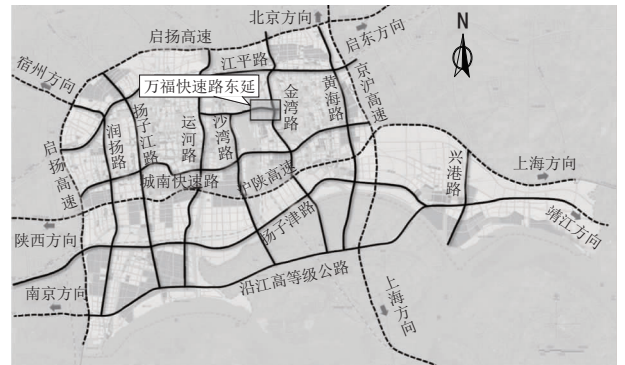 北京方向
N
启扬高速
启东方向
江平路
宿州方向
京沪高速
万福快速路东延
黄海路
金湾路
扬子江路
沙湾路
运河路
润扬路
兴港路
启扬高速
上海方向
城南快速路
沪陕高速
靖江方向
扬子津路
陕西方向
沿江高等级公路
南京方向
上海方向